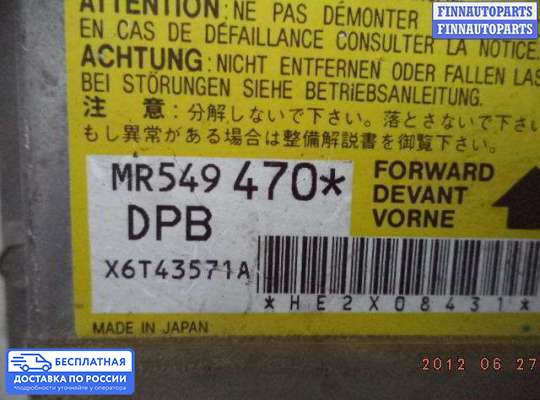 ATTENTION:NE PAS DÉMONTER
EN CAS DE DÉFAILLANCE CONSULTER LA NOTICE.
ACHTUNG:NICHT ENTFERNEN ODER FALLEN LAS
BEI STÖRUNGEN SIEHE BETRiEBSANLEITUNG.
注 意:分解しないで下さい。落とさないで下さ
もし異常がある場合は整備解説書を御覧下さい。
MR549 470*
DPB
X6T43571A
FORWARD
DEVANT
VORNE
*HE2X08431*
MADE IN JAPAN
2012 06 27
FINNAUTOPARTS
FINNAUTOPARTS
БЕСПЛАТНАЯ
ДОСТАВКА ПО РОССИИ
подробности уточняйте у оператора